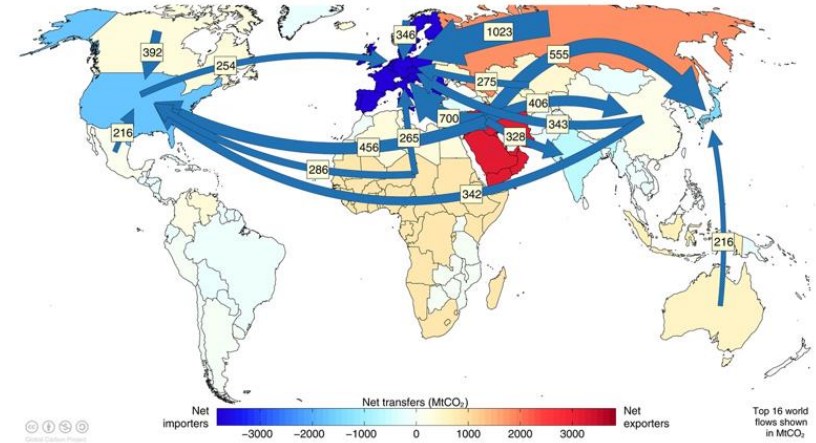 346
1023
392
555
254
275
406
700
343
216
265
328
456
286
342
216
Net transfers (MtCO₂)
Net importers
Net exporters
−3000 −2000 −1000 0 1000 2000 3000
Top 16 world
flows shown
in MtCO₂
Global Carbon Project